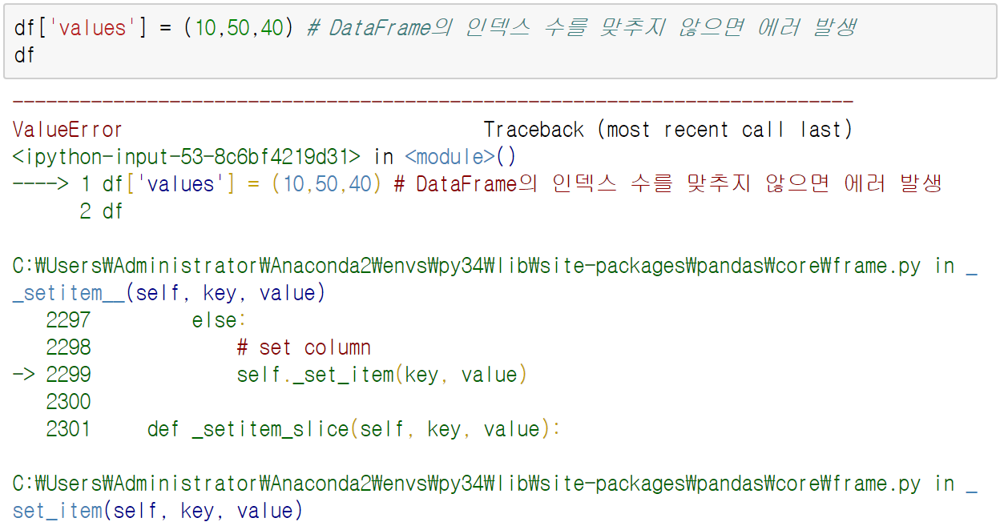 df['values'] = (10,50,40) # DataFrame의 인덱스 수를 맞추지 않으면 에러 발생
df
---------------------------------------------------------------------------
ValueError                                Traceback (most recent call last)
<ipython-input-53-8c6bf4219d31> in <module>()
----> 1 df['values'] = (10,50,40) # DataFrame의 인덱스 수를 맞추지 않으면 에러 발생
      2 df
C:₩Users₩Administrator₩Anaconda2₩envs₩py34₩lib₩site-packages₩pandas₩core₩frame.py in _
_setitem__(self, key, value)
   2297         else:
   2298             # set column
-> 2299             self._set_item(key, value)
   2300
   2301     def _setitem_slice(self, key, value):
C:₩Users₩Administrator₩Anaconda2₩envs₩py34₩lib₩site-packages₩pandas₩core₩frame.py in _
set_item(self, key, value)